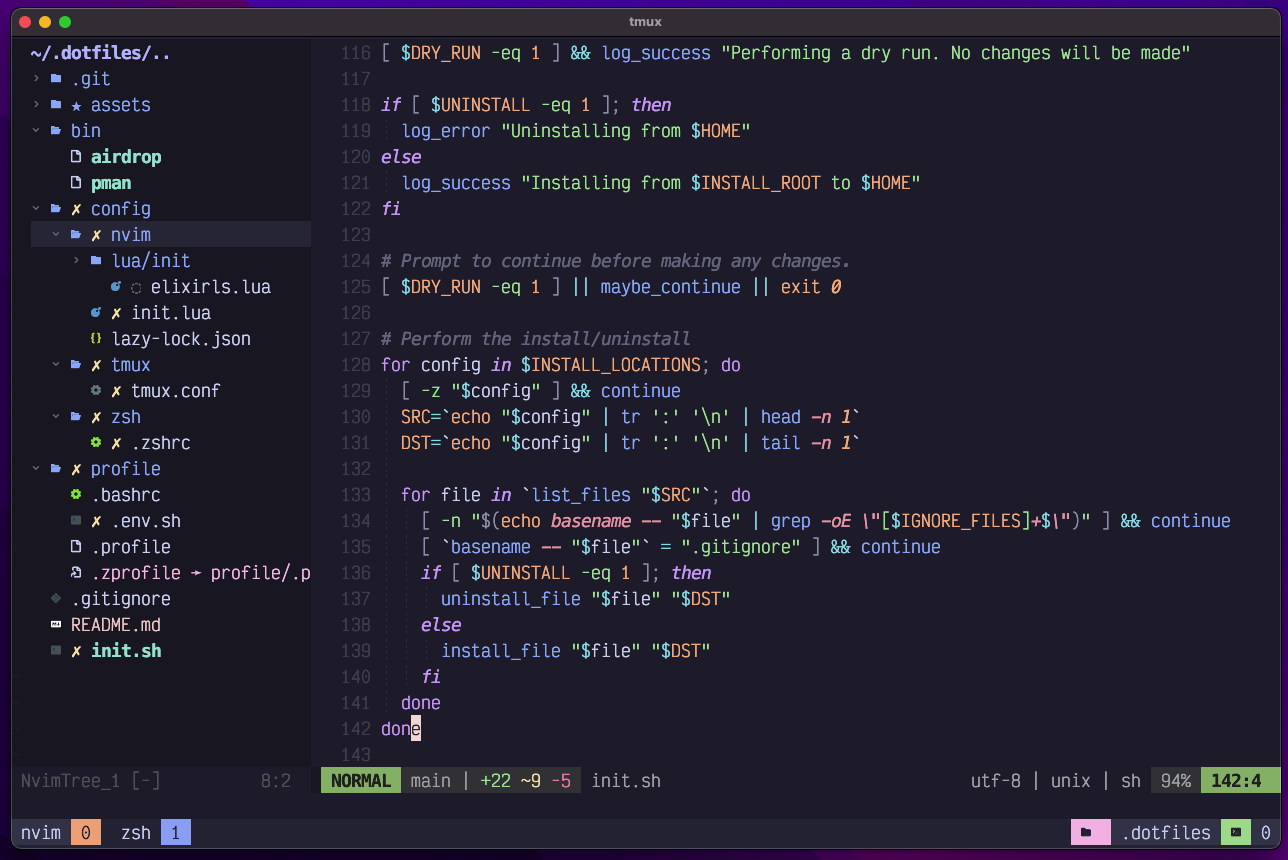 tmux
~/.dotfiles/..
.git
assets
bin
airdrop
pman
config
nvim
lua/init
elixirls.lua
init.lua
lazy-lock.json
tmux
tmux.conf
zsh
.zshrc
profile
.bashrc
.env.sh
.profile
.zprofile → profile/.p
.gitignore
README.md
init.sh
116 [ $DRY_RUN -eq 1 ] && log_success "Performing a dry run. No changes will be made"
117
118 if [ $UNINSTALL -eq 1 ]; then
119   log_error "Uninstalling from $HOME"
120 else
121   log_success "Installing from $INSTALL_ROOT to $HOME"
122 fi
123
124 # Prompt to continue before making any changes.
125 [ $DRY_RUN -eq 1 ] || maybe_continue || exit 0
126
127 # Perform the install/uninstall
128 for config in $INSTALL_LOCATIONS; do
129   [ -z "$config" ] && continue
130   SRC=`echo "$config" | tr ':' '\n' | head -n 1`
131   DST=`echo "$config" | tr ':' '\n' | tail -n 1`
132
133   for file in `list_files "$SRC"`; do
134     [ -n "$(echo basename -- "$file" | grep -oE \"[$IGNORE_FILES]+$\")" ] && continue
135     [ `basename -- "$file"` = ".gitignore" ] && continue
136     if [ $UNINSTALL -eq 1 ]; then
137       uninstall_file "$file" "$DST"
138     else
139       install_file "$file" "$DST"
140     fi
141   done
142 done
143
NvimTree_1 [-] 8:2
NORMAL main | +22 ~9 -5 init.sh utf-8 | unix | sh 94% 142:4
nvim 0 zsh 1 .dotfiles 0